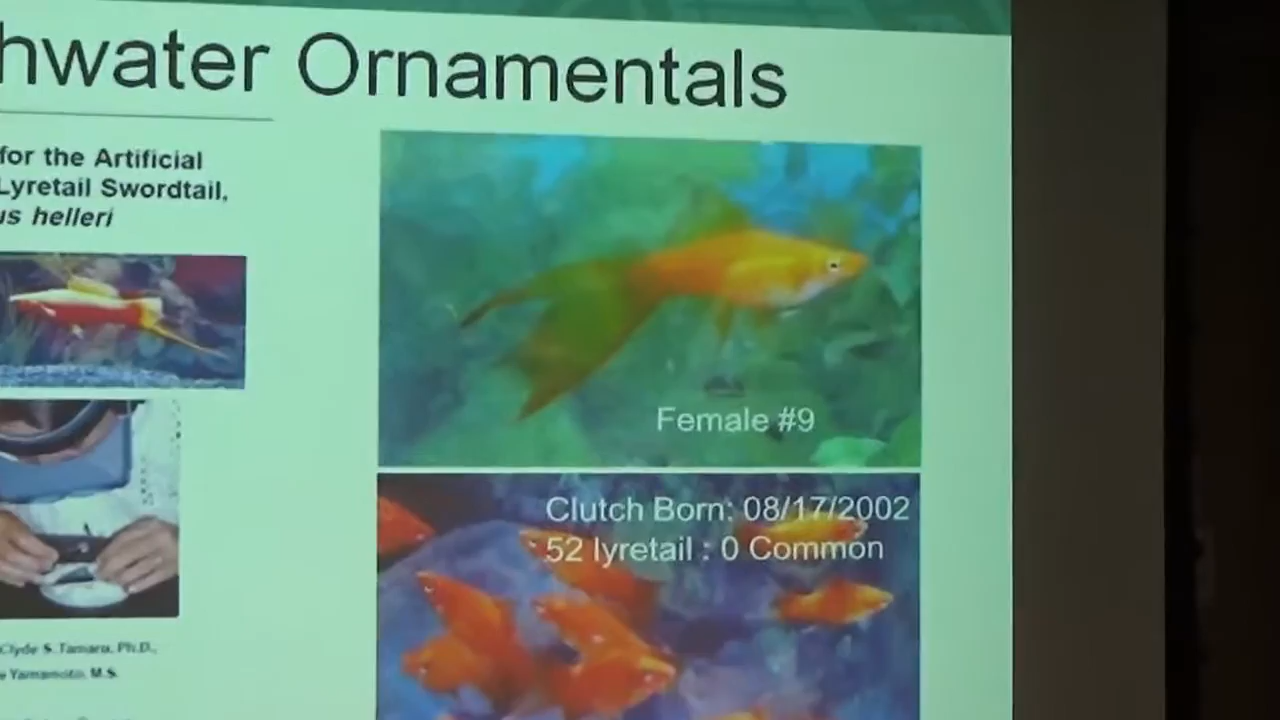 hwater Ornamentals
for the Artificial
Lyretail Swordtail,
us helleri
Female #9
Clutch Born: 08/17/2002
52 lyretail : 0 Common
Clyde S. Tamaru, Ph.D.,
Yamamoto, M.S.